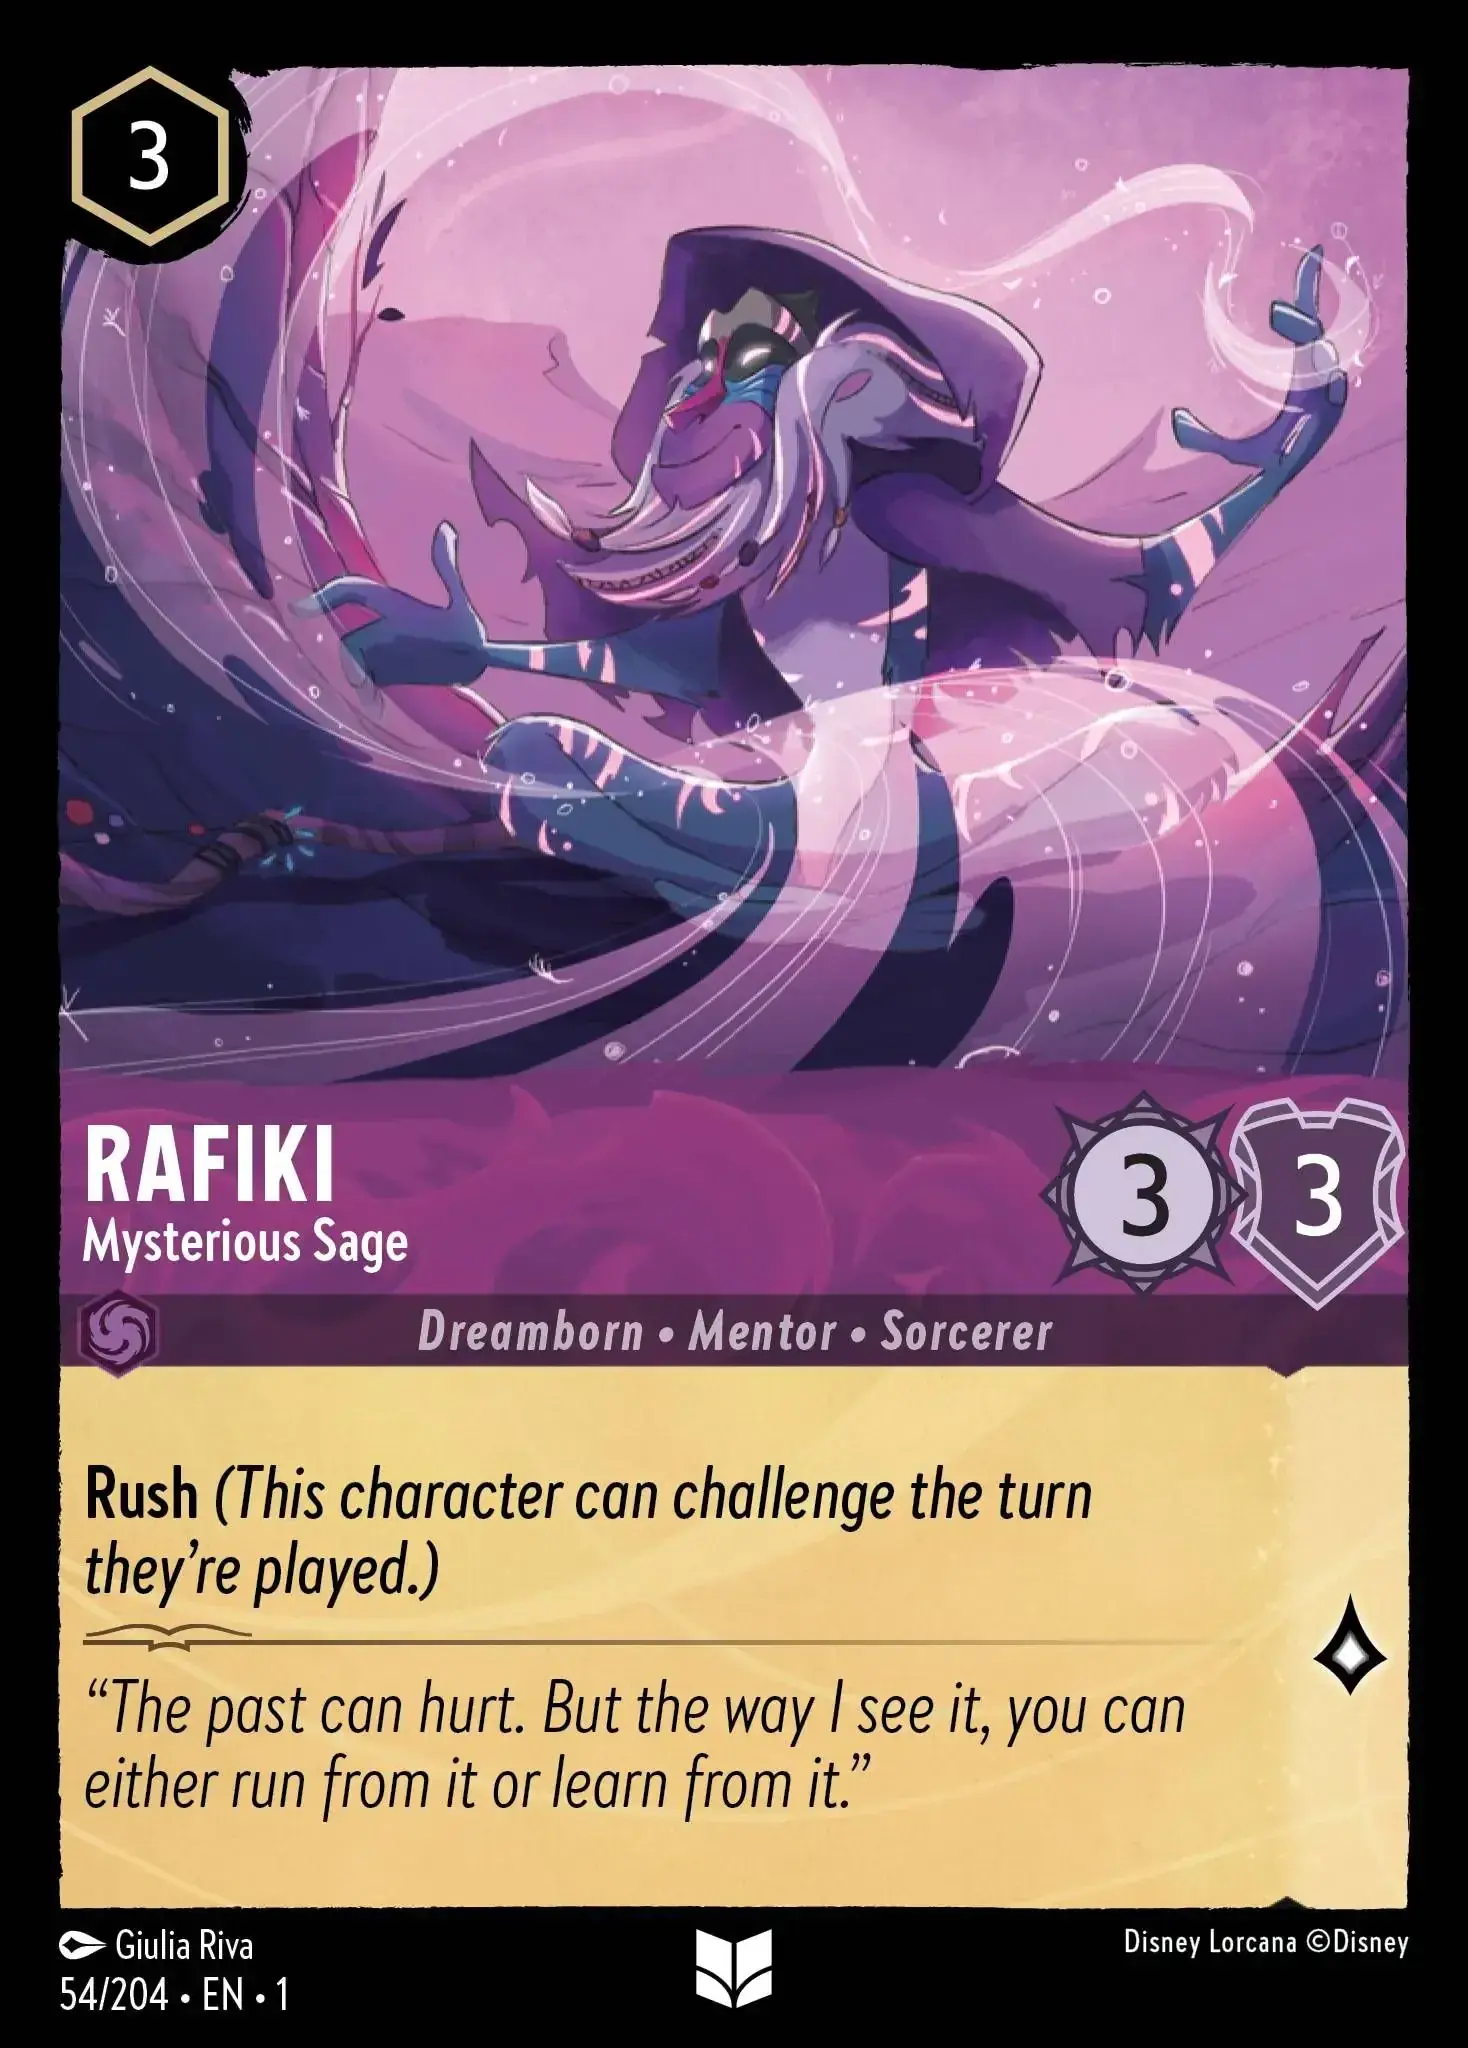 3
RAFIKI
Mysterious Sage
3
3
Dreamborn • Mentor • Sorcerer
Rush (This character can challenge the turn
they’re played.)
“The past can hurt. But the way I see it, you can
either run from it or learn from it.”
Giulia Riva
Disney Lorcana ©Disney
54/204 • EN • 1